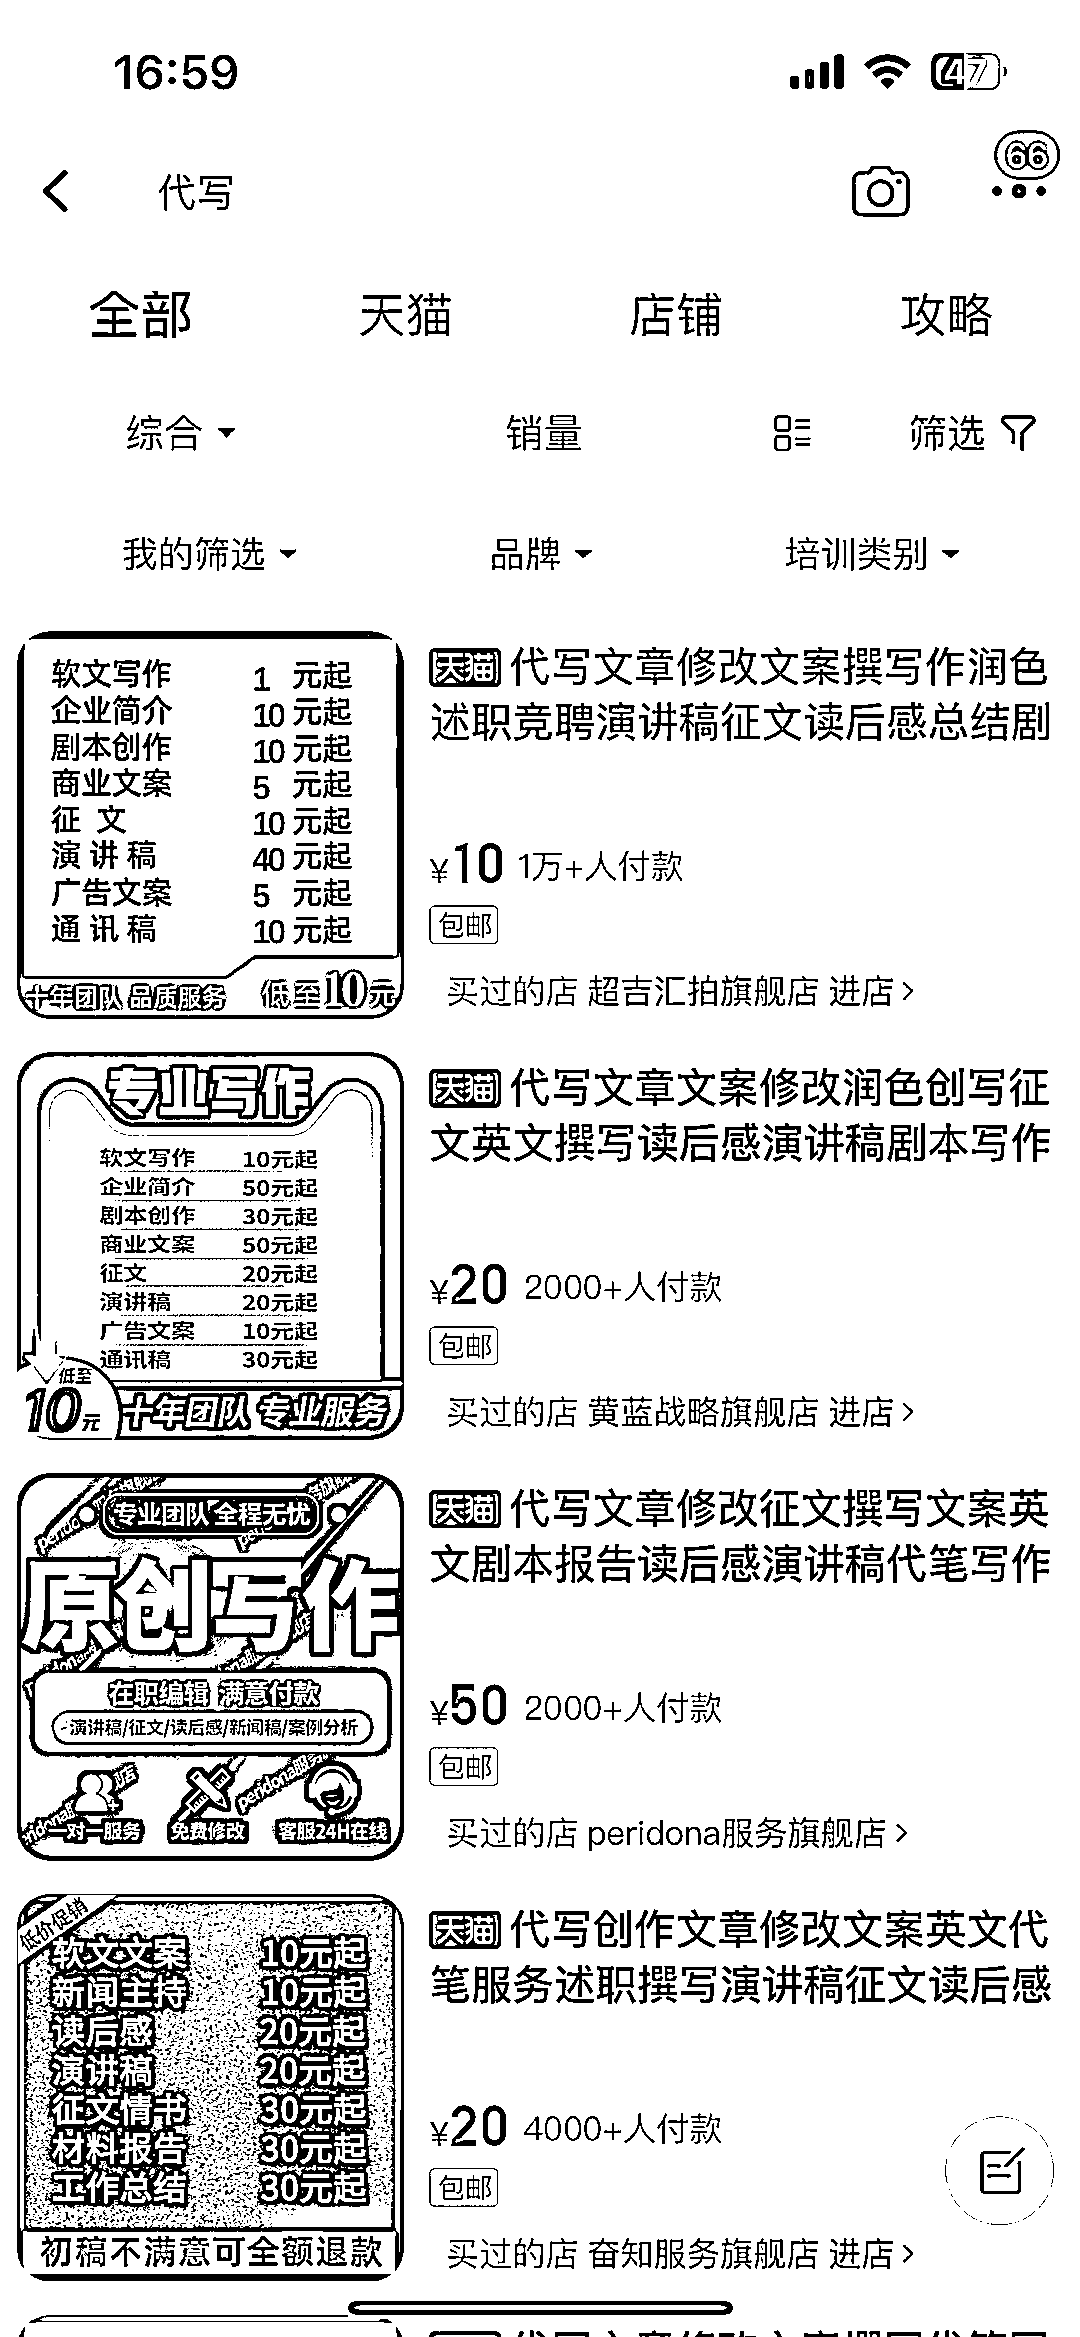 16:59
47
66
代写
全部 天猫 店铺 攻略
综合 销量 筛选
我的筛选 品牌 培训类别
软文写作 1 元起
企业简介 10 元起
剧本创作 10 元起
商业文案 5 元起
征 文 10 元起
演 讲 稿 40 元起
广告文案 5 元起
通 讯 稿 10 元起
十年团队 品质服务 低至10元
天猫 代写文章修改文案撰写作润色
述职竞聘演讲稿征文读后感总结剧
¥10 1万+人付款
包邮
买过的店 超吉汇拍旗舰店 进店 >
专业写作
软文写作 10元起
企业简介 50元起
剧本创作 30元起
商业文案 50元起
征文 20元起
演讲稿 20元起
广告文案 10元起
通讯稿 30元起
低至
10元 十年团队 专业服务
天猫 代写文章文案修改润色创写征
文英文撰写读后感演讲稿剧本写作
¥20 2000+人付款
包邮
买过的店 黄蓝战略旗舰店 进店 >
专业团队 全程无忧
原创写作
在职编辑 满意付款
演讲稿/征文/读后感/新闻稿/案例分析
一对一服务 免费修改 客服24H在线
天猫 代写文章修改征文撰写文案英
文剧本报告读后感演讲稿代笔写作
¥50 2000+人付款
包邮
买过的店 peridona服务旗舰店 >
低价促销
软文文案 10元起
新闻主持 10元起
读后感 20元起
演讲稿 20元起
征文情书 30元起
材料报告 30元起
工作总结 30元起
初稿不满意可全额退款
天猫 代写创作文章修改文案英文代
笔服务述职撰写演讲稿征文读后感
¥20 4000+人付款
包邮
买过的店 奋知服务旗舰店 进店 >